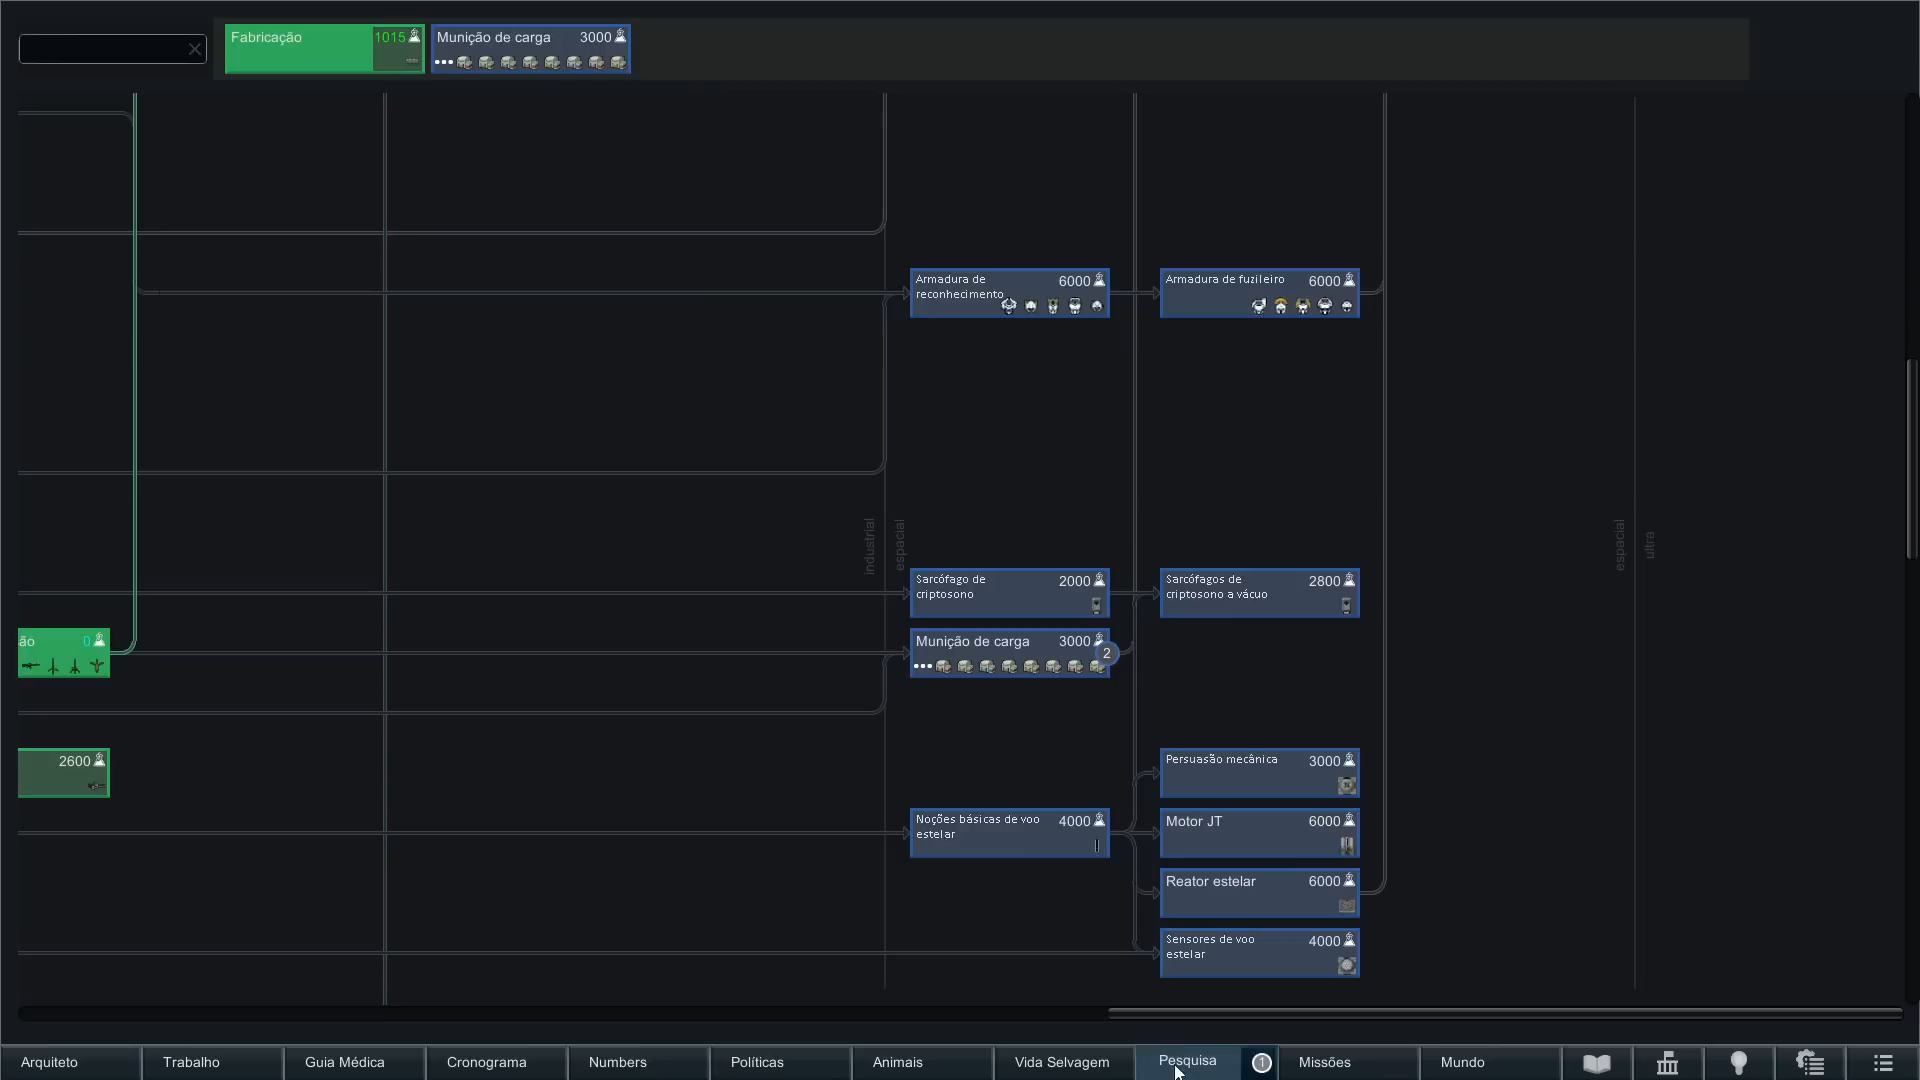 Fabricação 1015
Munição de carga 3000
Armadura de reconhecimento 6000
Armadura de fuzileiro 6000
industrial
espacial
espacial
ultra
Sarcófago de criptosono 2000
Sarcófagos de criptosono a vácuo 2800
ão 0
Munição de carga 3000
2
2600
Persuasão mecânica 3000
Noções básicas de voo estelar 4000
Motor JT 6000
Reator estelar 6000
Sensores de voo estelar 4000
Arquiteto
Trabalho
Guia Médica
Cronograma
Numbers
Políticas
Animais
Vida Selvagem
Pesquisa
1
Missões
Mundo